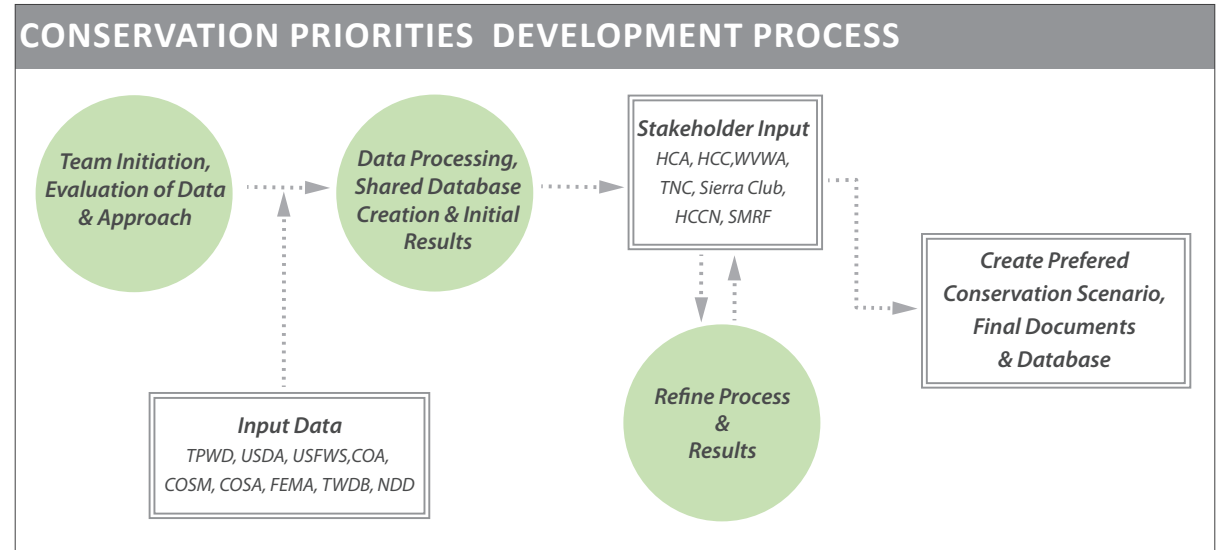 CONSERVATION PRIORITIES DEVELOPMENT PROCESS
Team Initiation,
Evaluation of Data
& Approach
Data Processing,
Shared Database
Creation & Initial
Results
Stakeholder Input
HCA, HCC,WVWA,
TNC, Sierra Club,
HCCN, SMRF
Create Prefered
Conservation Scenario,
Final Documents
& Database
Refine Process
&
Results
Input Data
TPWD, USDA, USFWS,COA,
COSM, COSA, FEMA, TWDB, NDD